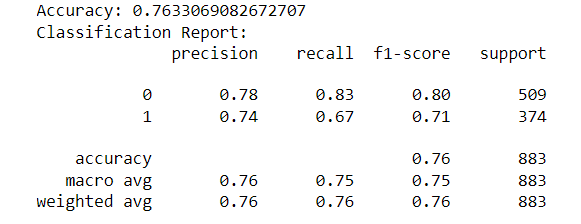 Accuracy: 0.7633069082672707
Classification Report:
precision recall f1-score support
0 0.78 0.83 0.80 509
1 0.74 0.67 0.71 374
accuracy 0.76 883
macro avg 0.76 0.75 0.75 883
weighted avg 0.76 0.76 0.76 883